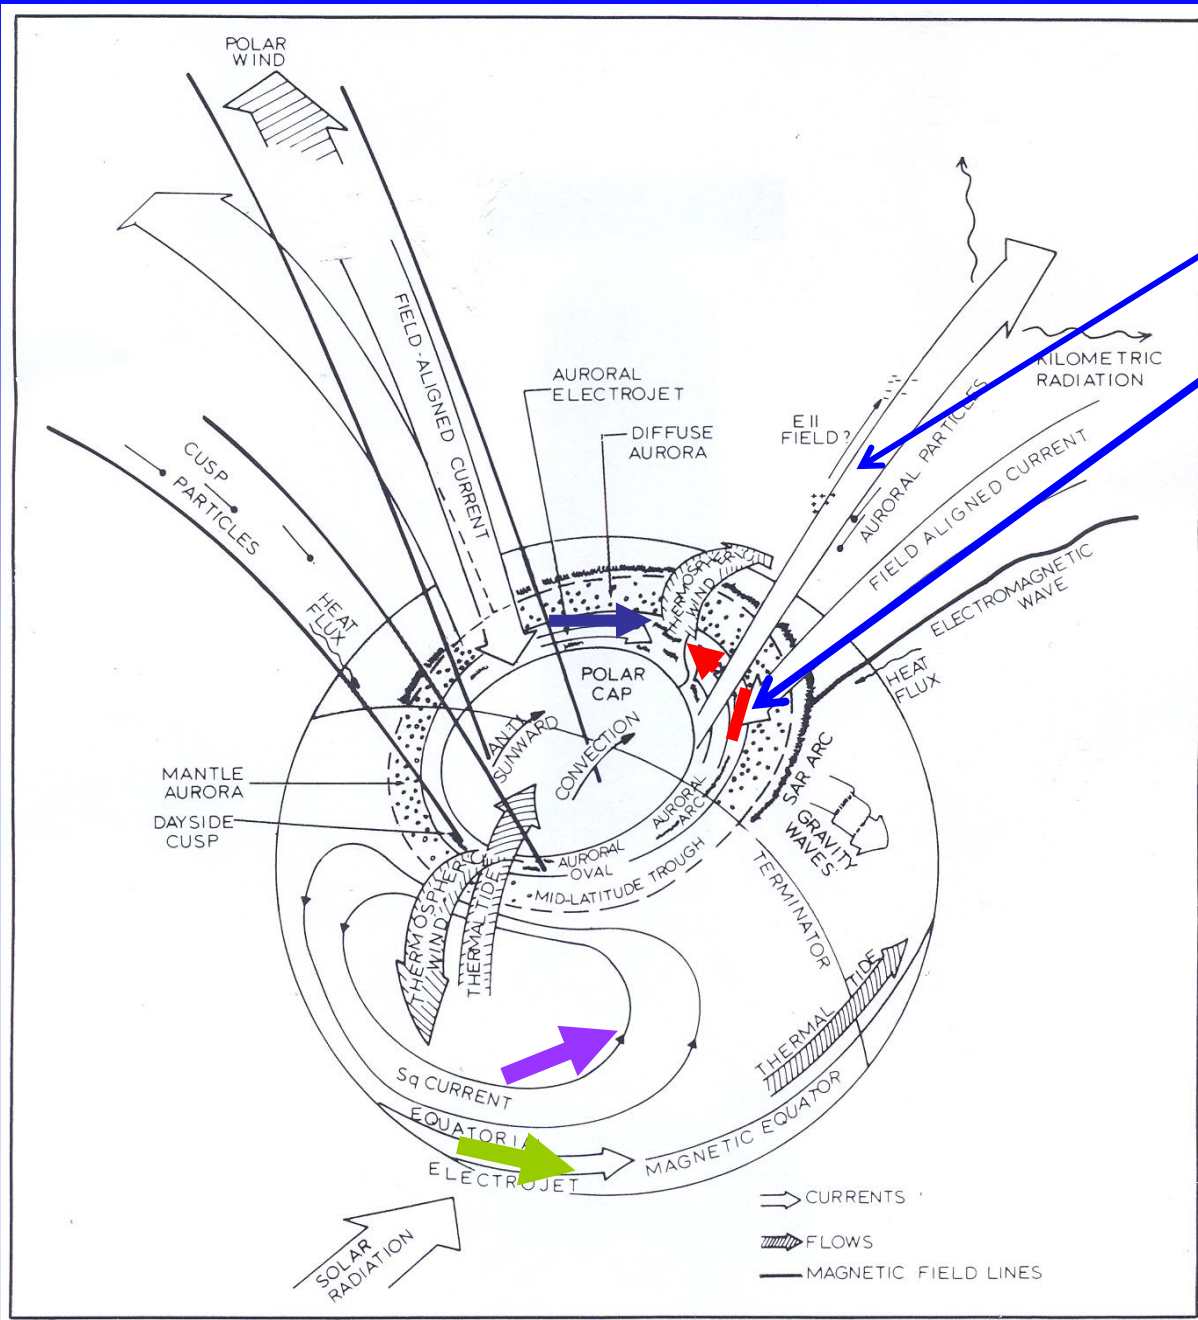 POLAR
WIND
FIELD-ALIGNED CURRENT
AURORAL
ELECTROJET
DIFFUSE
AURORA
E II
FIELD?
KILOMETRIC
RADIATION
AURORAL PARTICLES
FIELD ALIGNED CURRENT
ELECTROMAGNETIC
WAVE
CUSP
PARTICLES
HEAT
FLUX
THERMOSPHERIC
WIND
HEAT
FLUX
POLAR
CAP
ANTI
SUNWARD
CONVECTION
MANTLE
AURORA
DAYSIDE
CUSP
AURORAL
ARC
SAR ARC
GRAVITY
WAVES
AURORAL
OVAL
MID-LATITUDE TROUGH
TERMINATOR
THERMOSPHERIC
WIND
THERMAL TIDE
THERMAL TIDE
Sq CURRENT
EQUATORIA
ELECTROJET
MAGNETIC EQUATOR
SOLAR
RADIATION
CURRENTS
FLOWS
MAGNETIC FIELD LINES